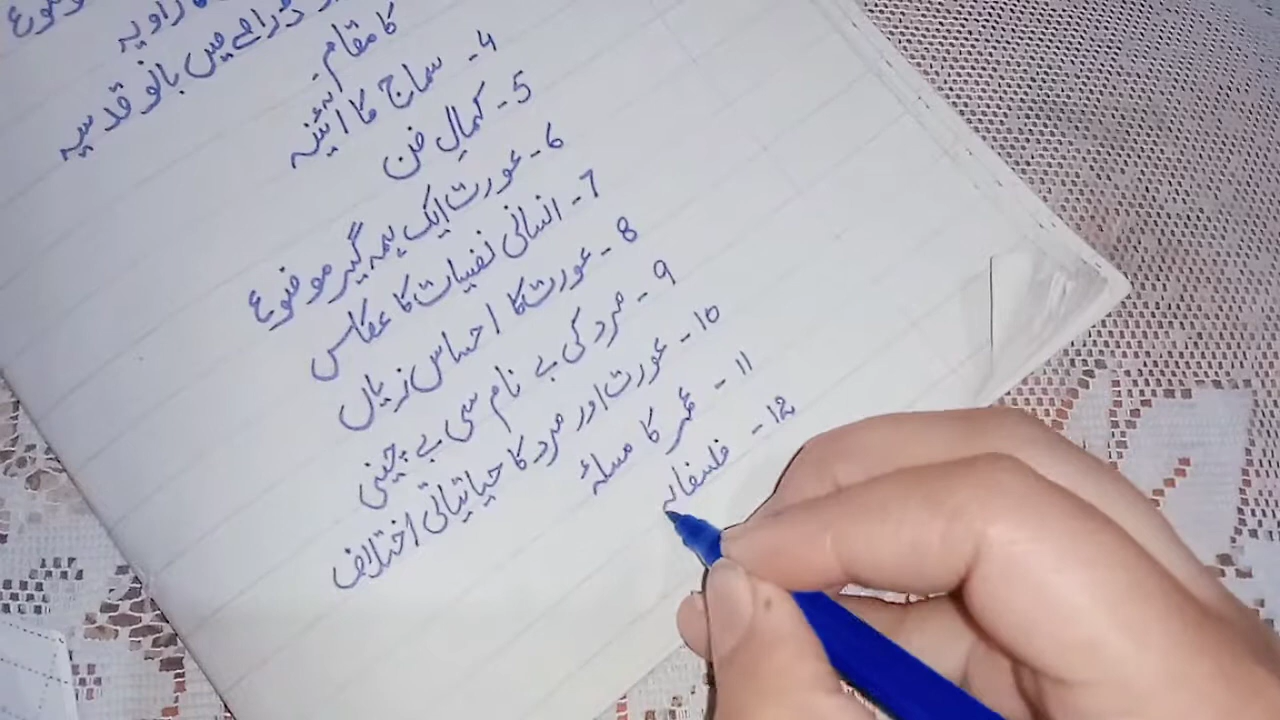 موضوع
زاویہ
ڈرامے میں بانو قدسیہ
کا مقام
4- سماج کا آئینہ
5- کمالِ فن
6- عورت ایک ہمہ گیر موضوع
7- انسانی نفسیات کا عکاس
8- عورت کا احساس زیاں
9- مرد کی بے نام سی بے چینی
10- عورت اور مرد کا حیاتیاتی اختلاف
11- عمر کا مسلۂ
12- فلسفانہ